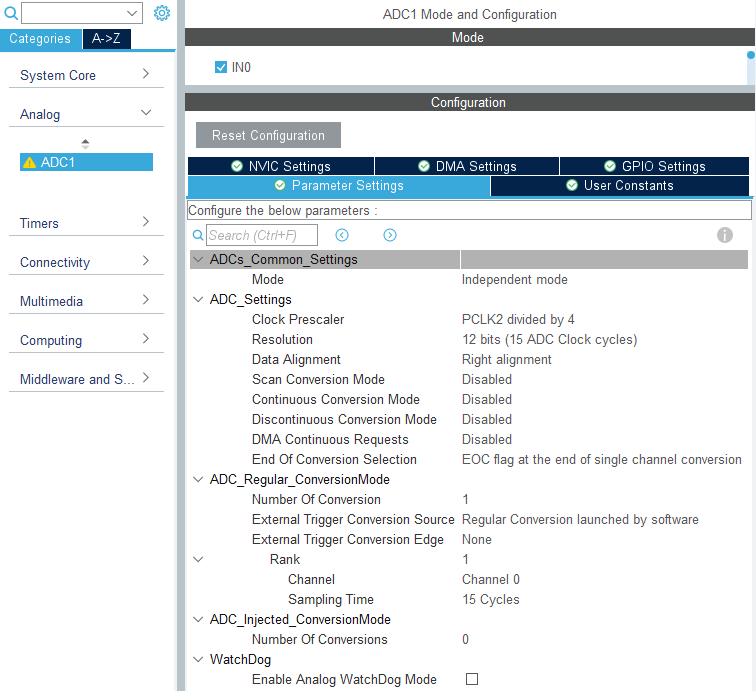 ADC1 Mode and Configuration
Categories
A->Z
System Core
Analog
ADC1
Timers
Connectivity
Multimedia
Computing
Middleware and S...
Mode
IN0
Configuration
Reset Configuration
NVIC Settings
DMA Settings
GPIO Settings
Parameter Settings
User Constants
Configure the below parameters :
Search (Ctrl+F)
ADCs_Common_Settings
Mode Independent mode
ADC_Settings
Clock Prescaler PCLK2 divided by 4
Resolution 12 bits (15 ADC Clock cycles)
Data Alignment Right alignment
Scan Conversion Mode Disabled
Continuous Conversion Mode Disabled
Discontinuous Conversion Mode Disabled
DMA Continuous Requests Disabled
End Of Conversion Selection EOC flag at the end of single channel conversion
ADC_Regular_ConversionMode
Number Of Conversion 1
External Trigger Conversion Source Regular Conversion launched by software
External Trigger Conversion Edge None
Rank 1
Channel Channel 0
Sampling Time 15 Cycles
ADC_Injected_ConversionMode
Number Of Conversions 0
WatchDog
Enable Analog WatchDog Mode